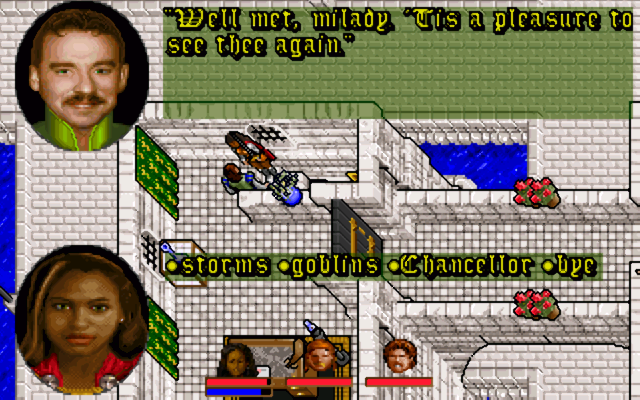 "Well met, milady. 'Tis a pleasure to
see thee again."
•storms •goblins •Chancellor •bye